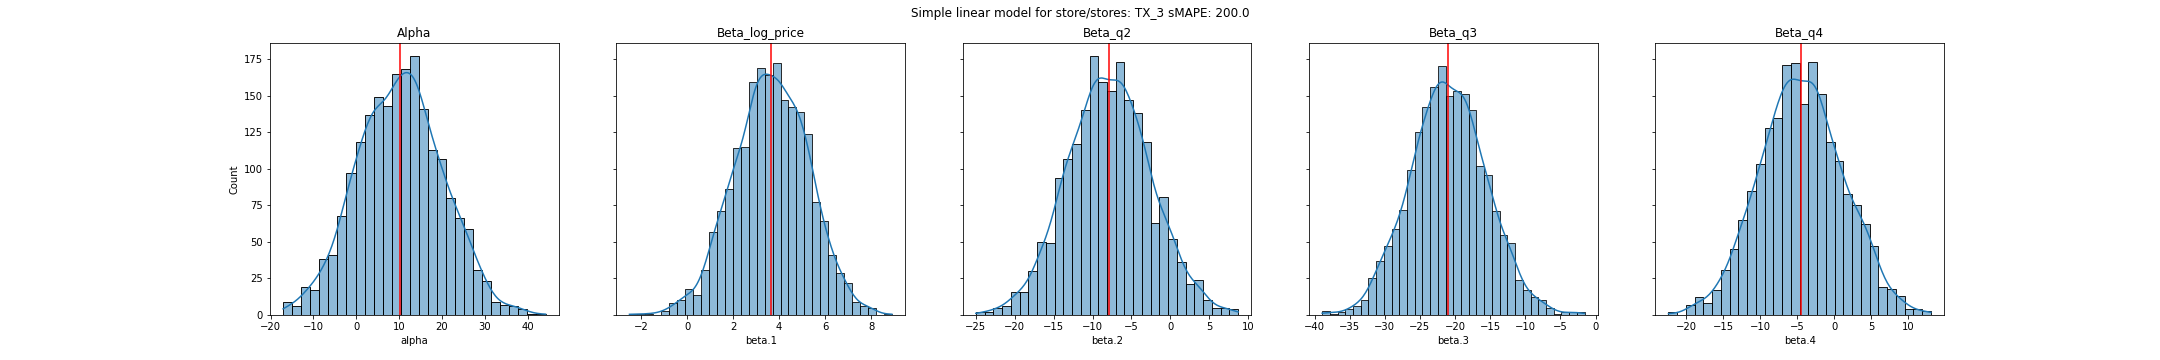 Simple linear model for store/stores: TX_3 sMAPE: 200.0
Alpha Beta_log_price Beta_q2 Beta_q3 Beta_q4
175
150
125
100
75
50
25
0
Count
−20 −10 0 10 20 30 40
−2 0 2 4 6 8
−25 −20 −15 −10 −5 0 5 10
−40 −35 −30 −25 −20 −15 −10 −5 0
−20 −15 −10 −5 0 5 10
alpha beta.1 beta.2 beta.3 beta.4